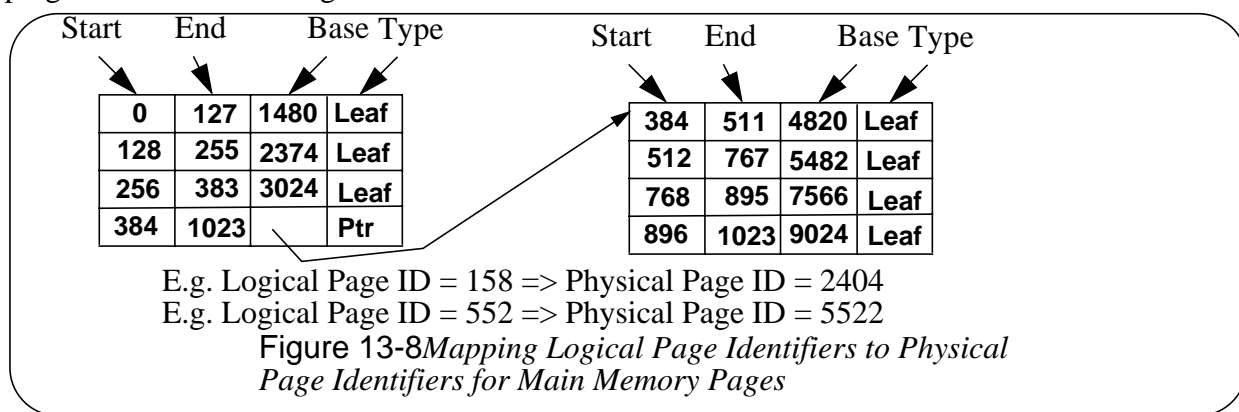 Start End Base Type
Start End Base Type
0 127 1480 Leaf
128 255 2374 Leaf
256 383 3024 Leaf
384 1023 Ptr
384 511 4820 Leaf
512 767 5482 Leaf
768 895 7566 Leaf
896 1023 9024 Leaf
E.g. Logical Page ID = 158 => Physical Page ID = 2404
E.g. Logical Page ID = 552 => Physical Page ID = 5522
Figure 13-8Mapping Logical Page Identifiers to Physical
Page Identifiers for Main Memory Pages